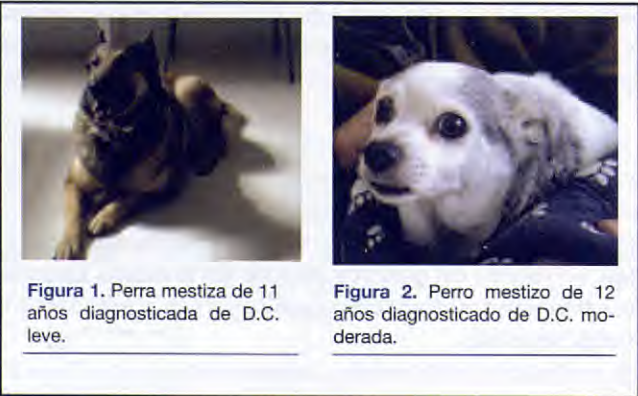 Figura 1. Perra mestiza de 11
años diagnosticada de D.C.
leve.
Figura 2. Perro mestizo de 12
años diagnosticado de D.C. mo-
derada.